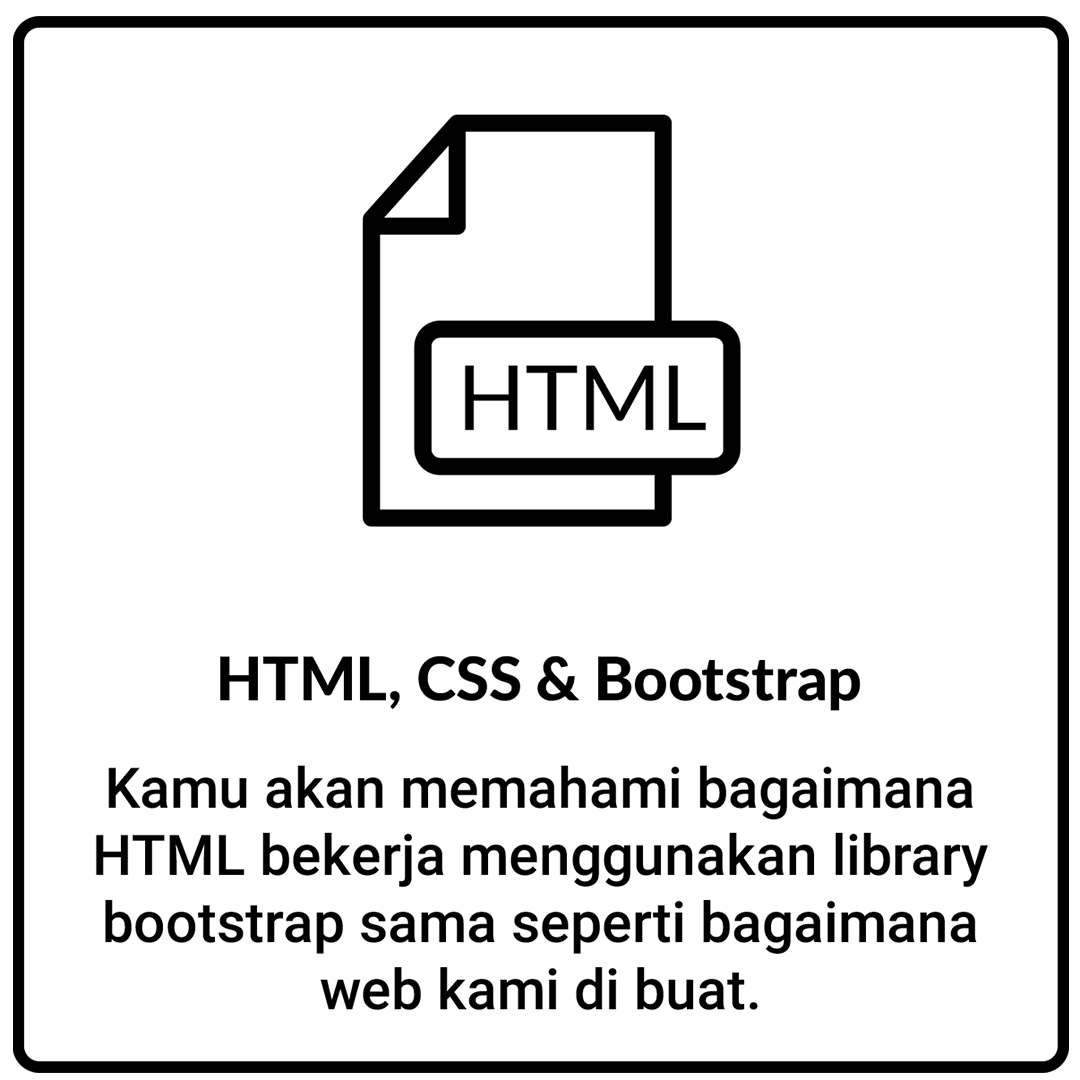 HTML
HTML, CSS & Bootstrap
Kamu akan memahami bagaimana
HTML bekerja menggunakan library
bootstrap sama seperti bagaimana
web kami di buat.